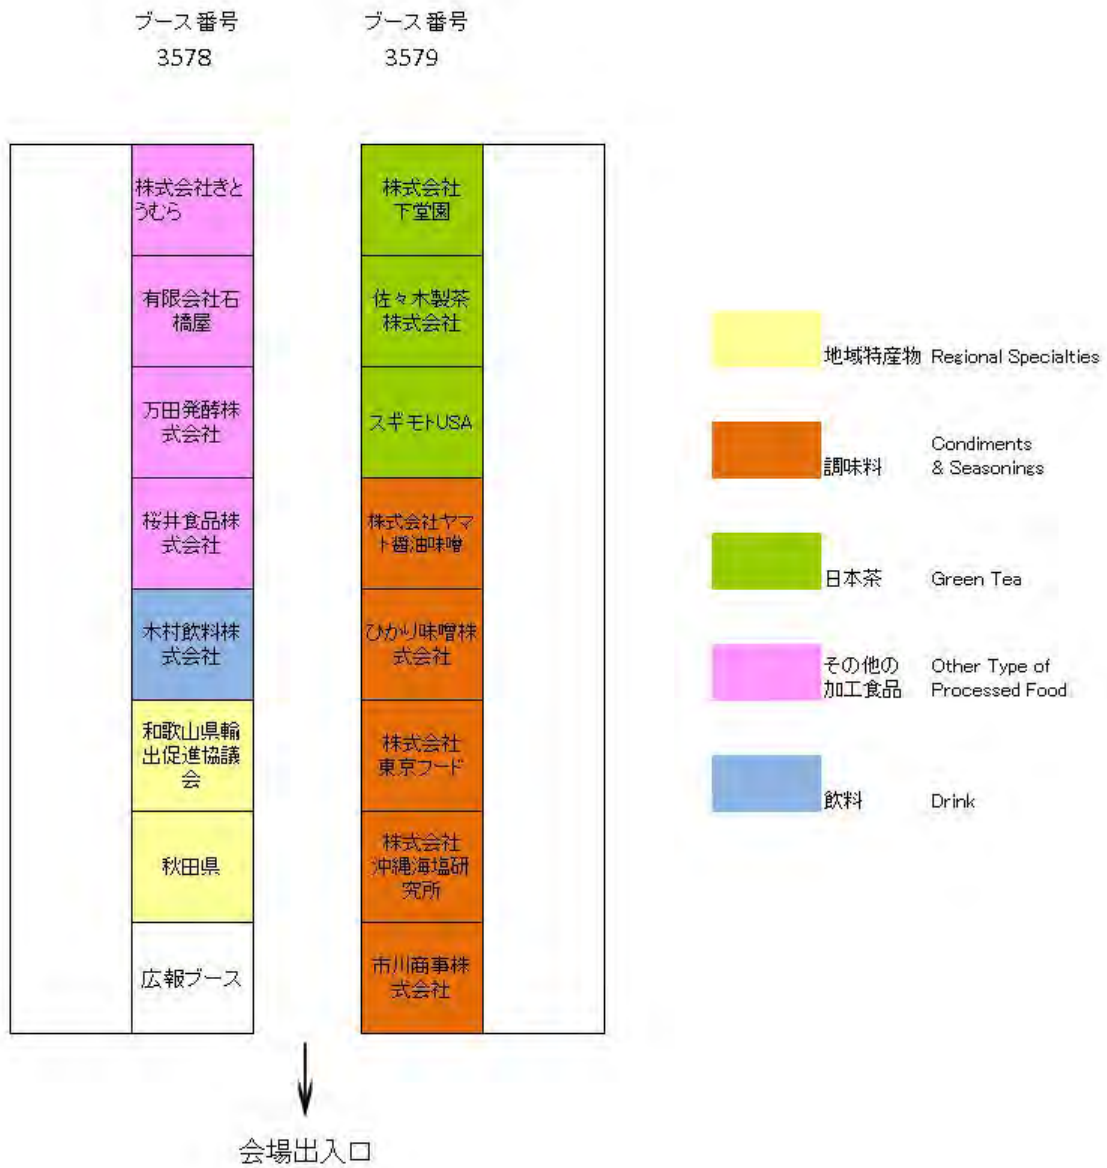 ブース番号
3578
ブース番号
3579
株式会社きと
うむら
有限会社石
橋屋
万田発酵株
式会社
桜井食品株
式会社
木村飲料株
式会社
和歌山県輸
出促進協議
会
秋田県
広報ブース
株式会社
下堂園
佐々木製茶
株式会社
スギモトUSA
株式会社ヤマ
ト醤油味噌
ひかり味噌株
式会社
株式会社
東京フード
株式会社
沖縄海塩研
究所
市川商事株
式会社
会場出入口
地域特産物 Regional Specialties
調味料
Condiments
& Seasonings
日本茶 Green Tea
その他の
加工食品
Other Type of
Processed Food
飲料 Drink